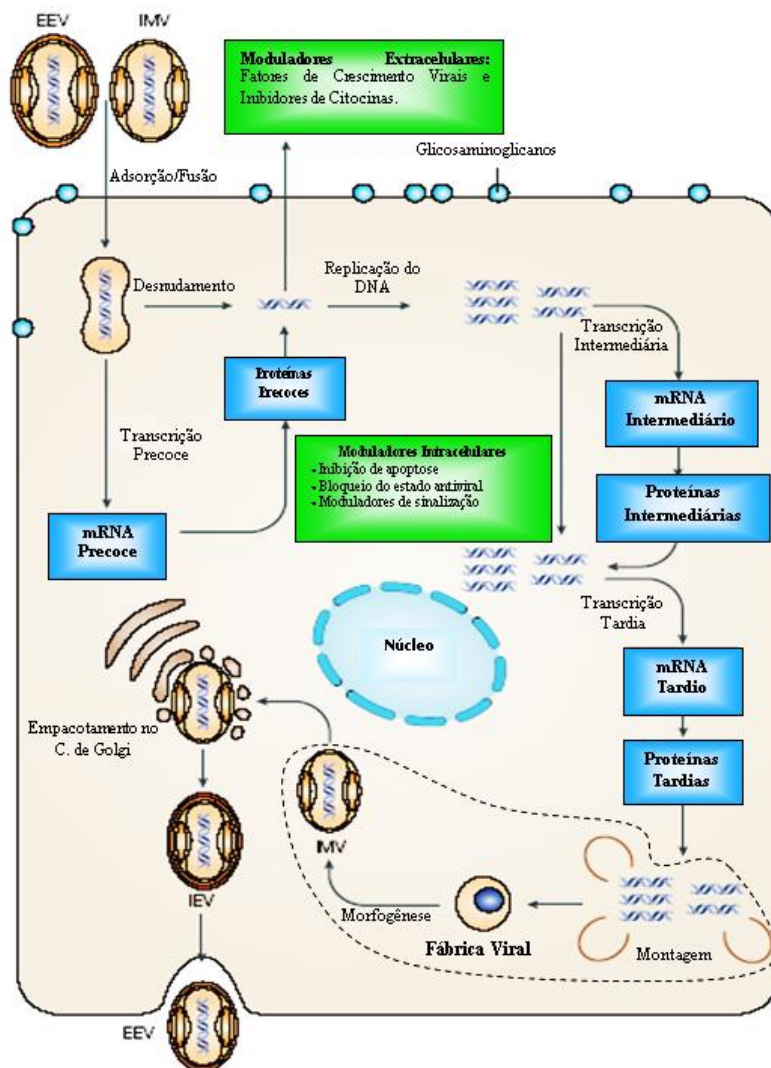 EEV
IMV
Moduladores Extracelulares:
Fatores de Crescimento Virais e
Inibidores de Citocinas.
Glicosaminoglicanos
Adsorção/Fusão
Desnudamento
Replicação do
DNA
Transcrição
Intermediária
Proteínas
Precoces
mRNA
Intermediário
Transcrição
Precoce
Moduladores Intracelulares
- Inibição de apoptose
- Bloqueio do estado antiviral
- Moduladores de sinalização
Proteínas
Intermediárias
mRNA
Precoce
Transcrição
Tardia
Núcleo
mRNA
Tardio
Empacotamento no
C. de Golgi
Proteínas
Tardias
IMV
IEV
Morfogênese
Fábrica Viral
Montagem
EEV